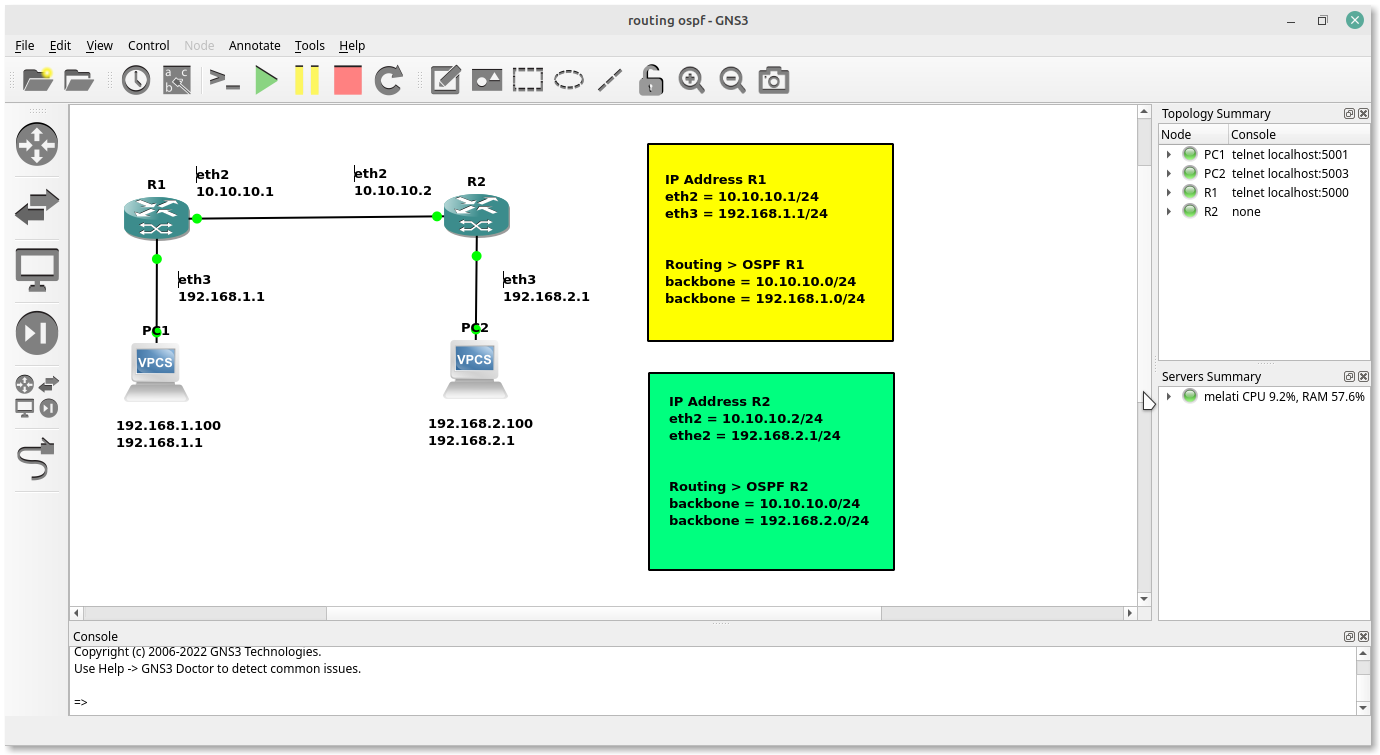 routing ospf - GNS3
File Edit View Control Node Annotate Tools Help
a c
b
R1
eth2
10.10.10.1
eth2
10.10.10.2
R2
eth3
192.168.1.1
eth3
192.168.2.1
PC1
VPCS
PC2
VPCS
192.168.1.100
192.168.1.1
192.168.2.100
192.168.2.1
IP Address R1
eth2 = 10.10.10.1/24
eth3 = 192.168.1.1/24
Routing > OSPF R1
backbone = 10.10.10.0/24
backbone = 192.168.1.0/24
IP Address R2
eth2 = 10.10.10.2/24
ethe2 = 192.168.2.1/24
Routing > OSPF R2
backbone = 10.10.10.0/24
backbone = 192.168.2.0/24
Topology Summary
Node Console
PC1 telnet localhost:5001
PC2 telnet localhost:5003
R1 telnet localhost:5000
R2 none
Servers Summary
melati CPU 9.2%, RAM 57.6%
Console
Copyright (c) 2006-2022 GNS3 Technologies.
Use Help -> GNS3 Doctor to detect common issues.
=>